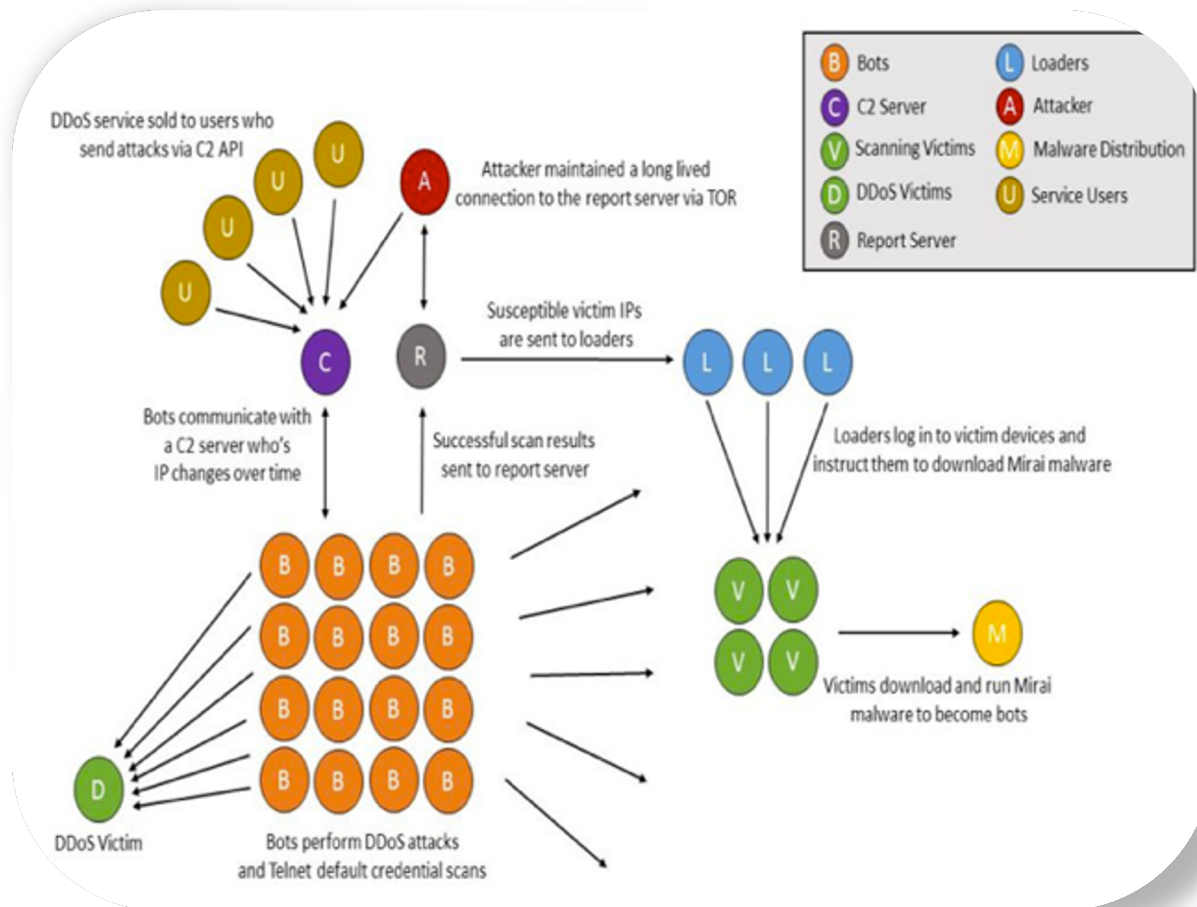 B Bots
L Loaders
C C2 Server
A Attacker
V Scanning Victims
M Malware Distribution
D DDoS Victims
U Service Users
R Report Server
DDoS service sold to users who
send attacks via C2 API
U
U
U
U
A
Attacker maintained a long lived
connection to the report server via TOR
C
R
Susceptible victim IPs
are sent to loaders
L L L
Bots communicate with
a C2 server who's
IP changes over time
Successful scan results
sent to report server
Loaders log in to victim devices and
instruct them to download Mirai malware
B B B B
B B B B
B B B B
B B B B
V V
V V
M
Victims download and run Mirai
malware to become bots
D
DDoS Victim
Bots perform DDoS attacks
and Telnet default credential scans